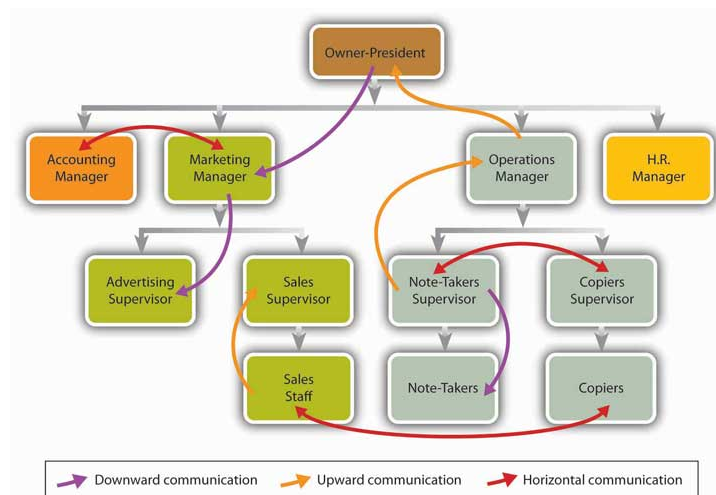 Owner-President
Accounting
Manager
Marketing
Manager
Operations
Manager
H.R.
Manager
Advertising
Supervisor
Sales
Supervisor
Note-Takers
Supervisor
Copiers
Supervisor
Sales
Staff
Note-Takers
Copiers
Downward communication
Upward communication
Horizontal communication